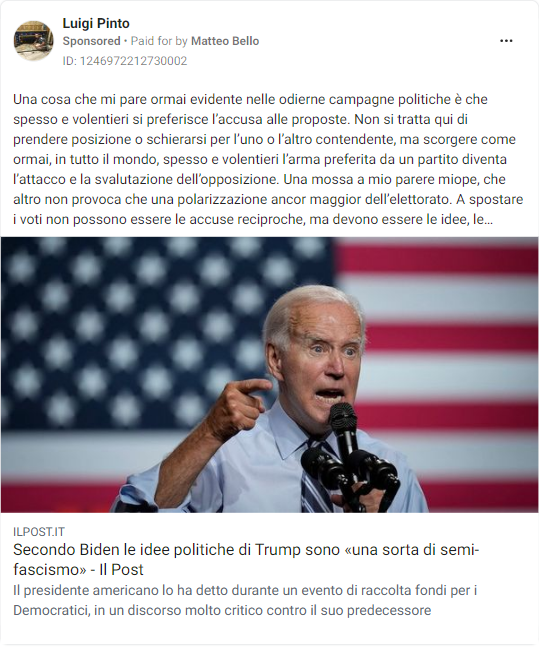 Luigi Pinto
Sponsored • Paid for by Matteo Bello
ID: 1246972212730002
Una cosa che mi pare ormai evidente nelle odierne campagne politiche è che
spesso e volentieri si preferisce l’accusa alle proposte. Non si tratta qui di
prendere posizione o schierarsi per l’uno o l’altro contendente, ma scorgere come
ormai, in tutto il mondo, spesso e volentieri l’arma preferita da un partito diventa
l’attacco e la svalutazione dell’opposizione. Una mossa a mio parere miope, che
altro non provoca che una polarizzazione ancor maggior dell’elettorato. A spostare
i voti non possono essere le accuse reciproche, ma devono essere le idee, le…
ILPOST.IT
Secondo Biden le idee politiche di Trump sono «una sorta di semi-
fascismo» - Il Post
Il presidente americano lo ha detto durante un evento di raccolta fondi per i
Democratici, in un discorso molto critico contro il suo predecessore